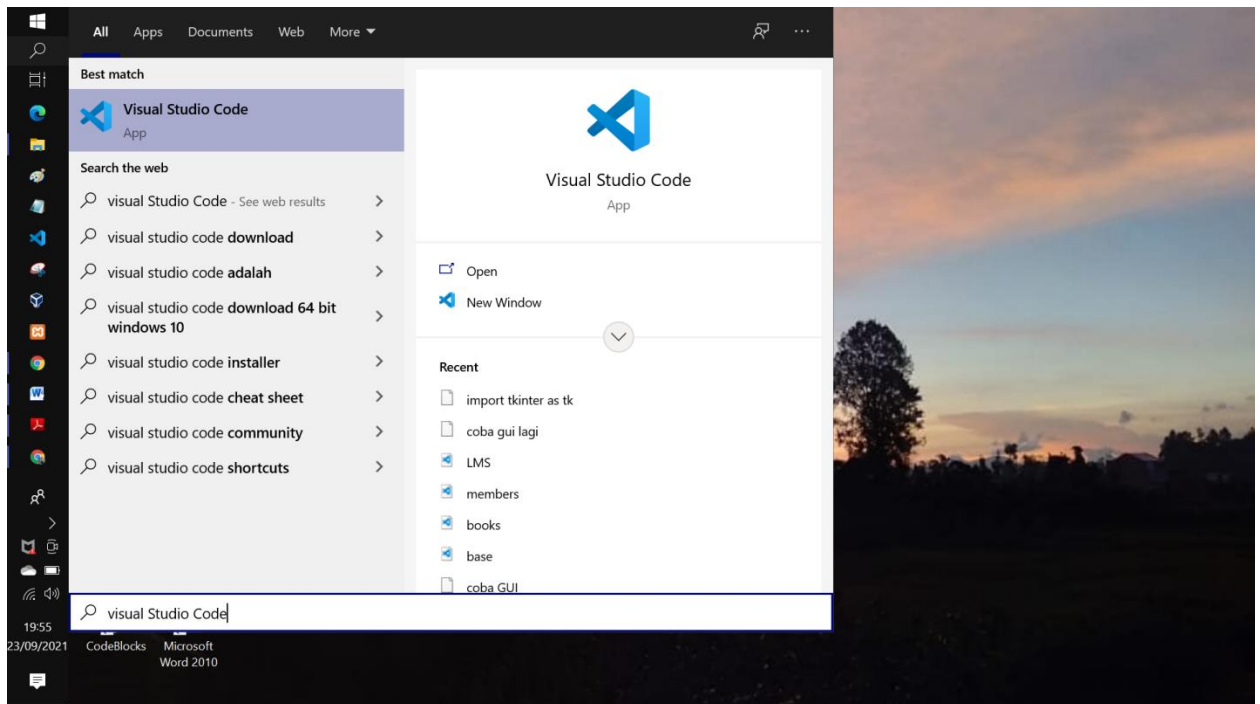 All Apps Documents Web More
Best match
Visual Studio Code
App
Search the web
visual Studio Code - See web results
visual studio code download
visual studio code adalah
visual studio code download 64 bit
windows 10
visual studio code installer
visual studio code cheat sheet
visual studio code community
visual studio code shortcuts
Visual Studio Code
App
Open
New Window
Recent
import tkinter as tk
coba gui lagi
LMS
members
books
base
coba GUI
visual Studio Code
19:55
23/09/2021
CodeBlocks
Microsoft
Word 2010